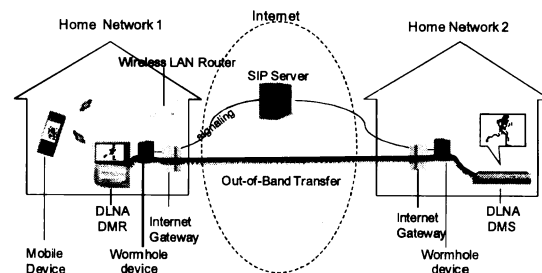 Internet
Home Network 1
Home Network 2
Wireless LAN Router
SIP Server
signaling
Out-of-Band Transfer
DLNA
DMR
Internet
Gateway
Internet
Gateway
DLNA
DMS
Mobile
Device
Wormhole
device
Wormhole
device